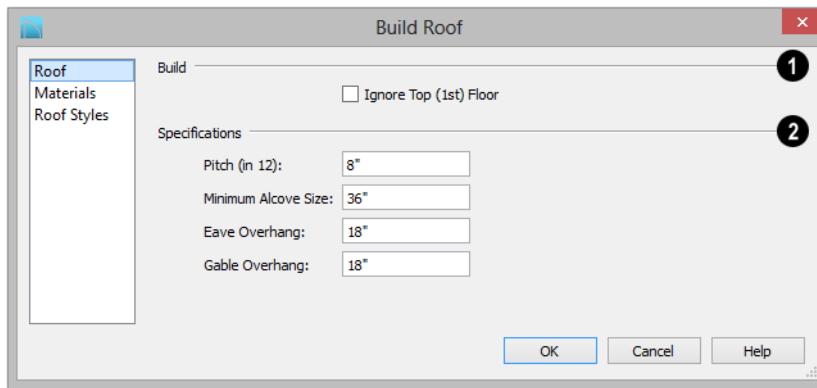 Build Roof
Roof
Materials
Roof Styles
Build
1
Ignore Top (1st) Floor
Specifications
2
Pitch (in 12): 8"
Minimum Alcove Size: 36"
Eave Overhang: 18"
Gable Overhang: 18"
OK Cancel Help